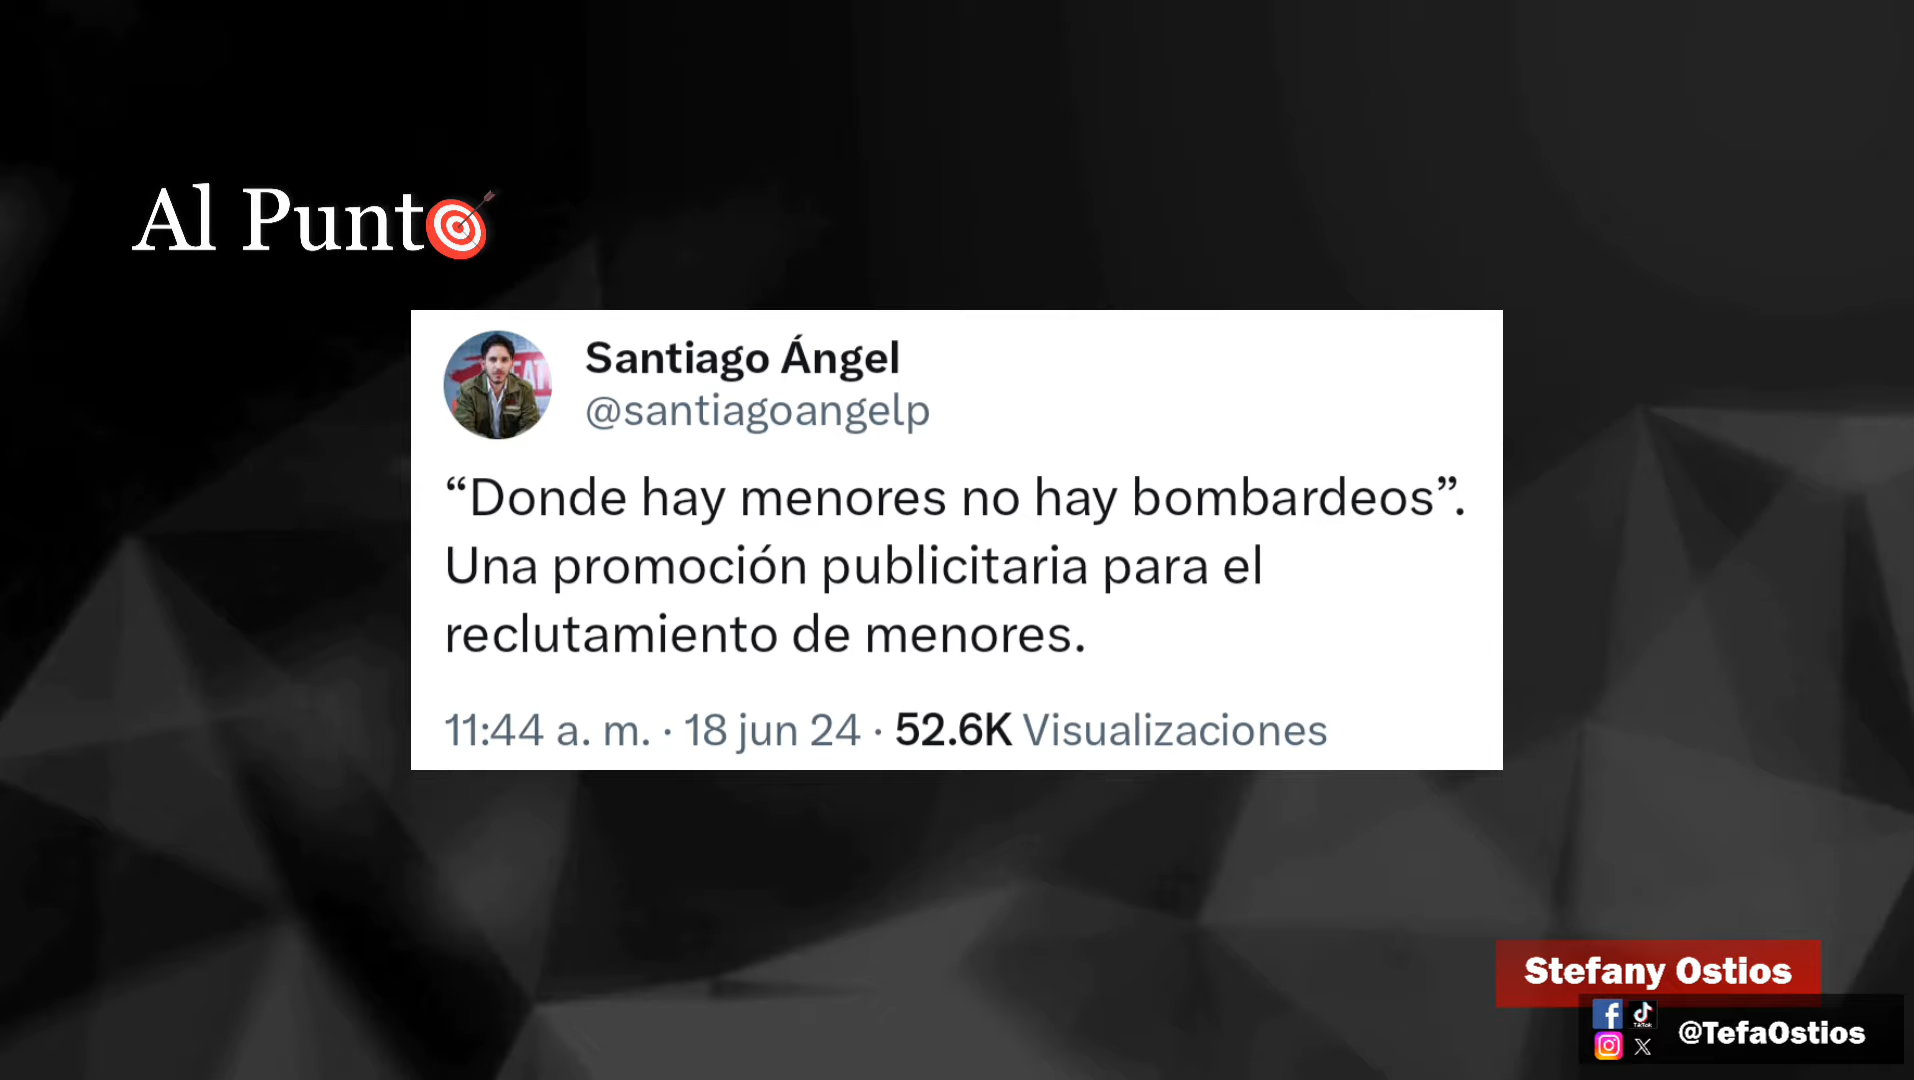 Al Punto
Santiago Ángel
@santiagoangelp
“Donde hay menores no hay bombardeos”.
Una promoción publicitaria para el
reclutamiento de menores.
11:44 a. m. · 18 jun 24 · 52.6K Visualizaciones
Stefany Ostios
@TefaOstios